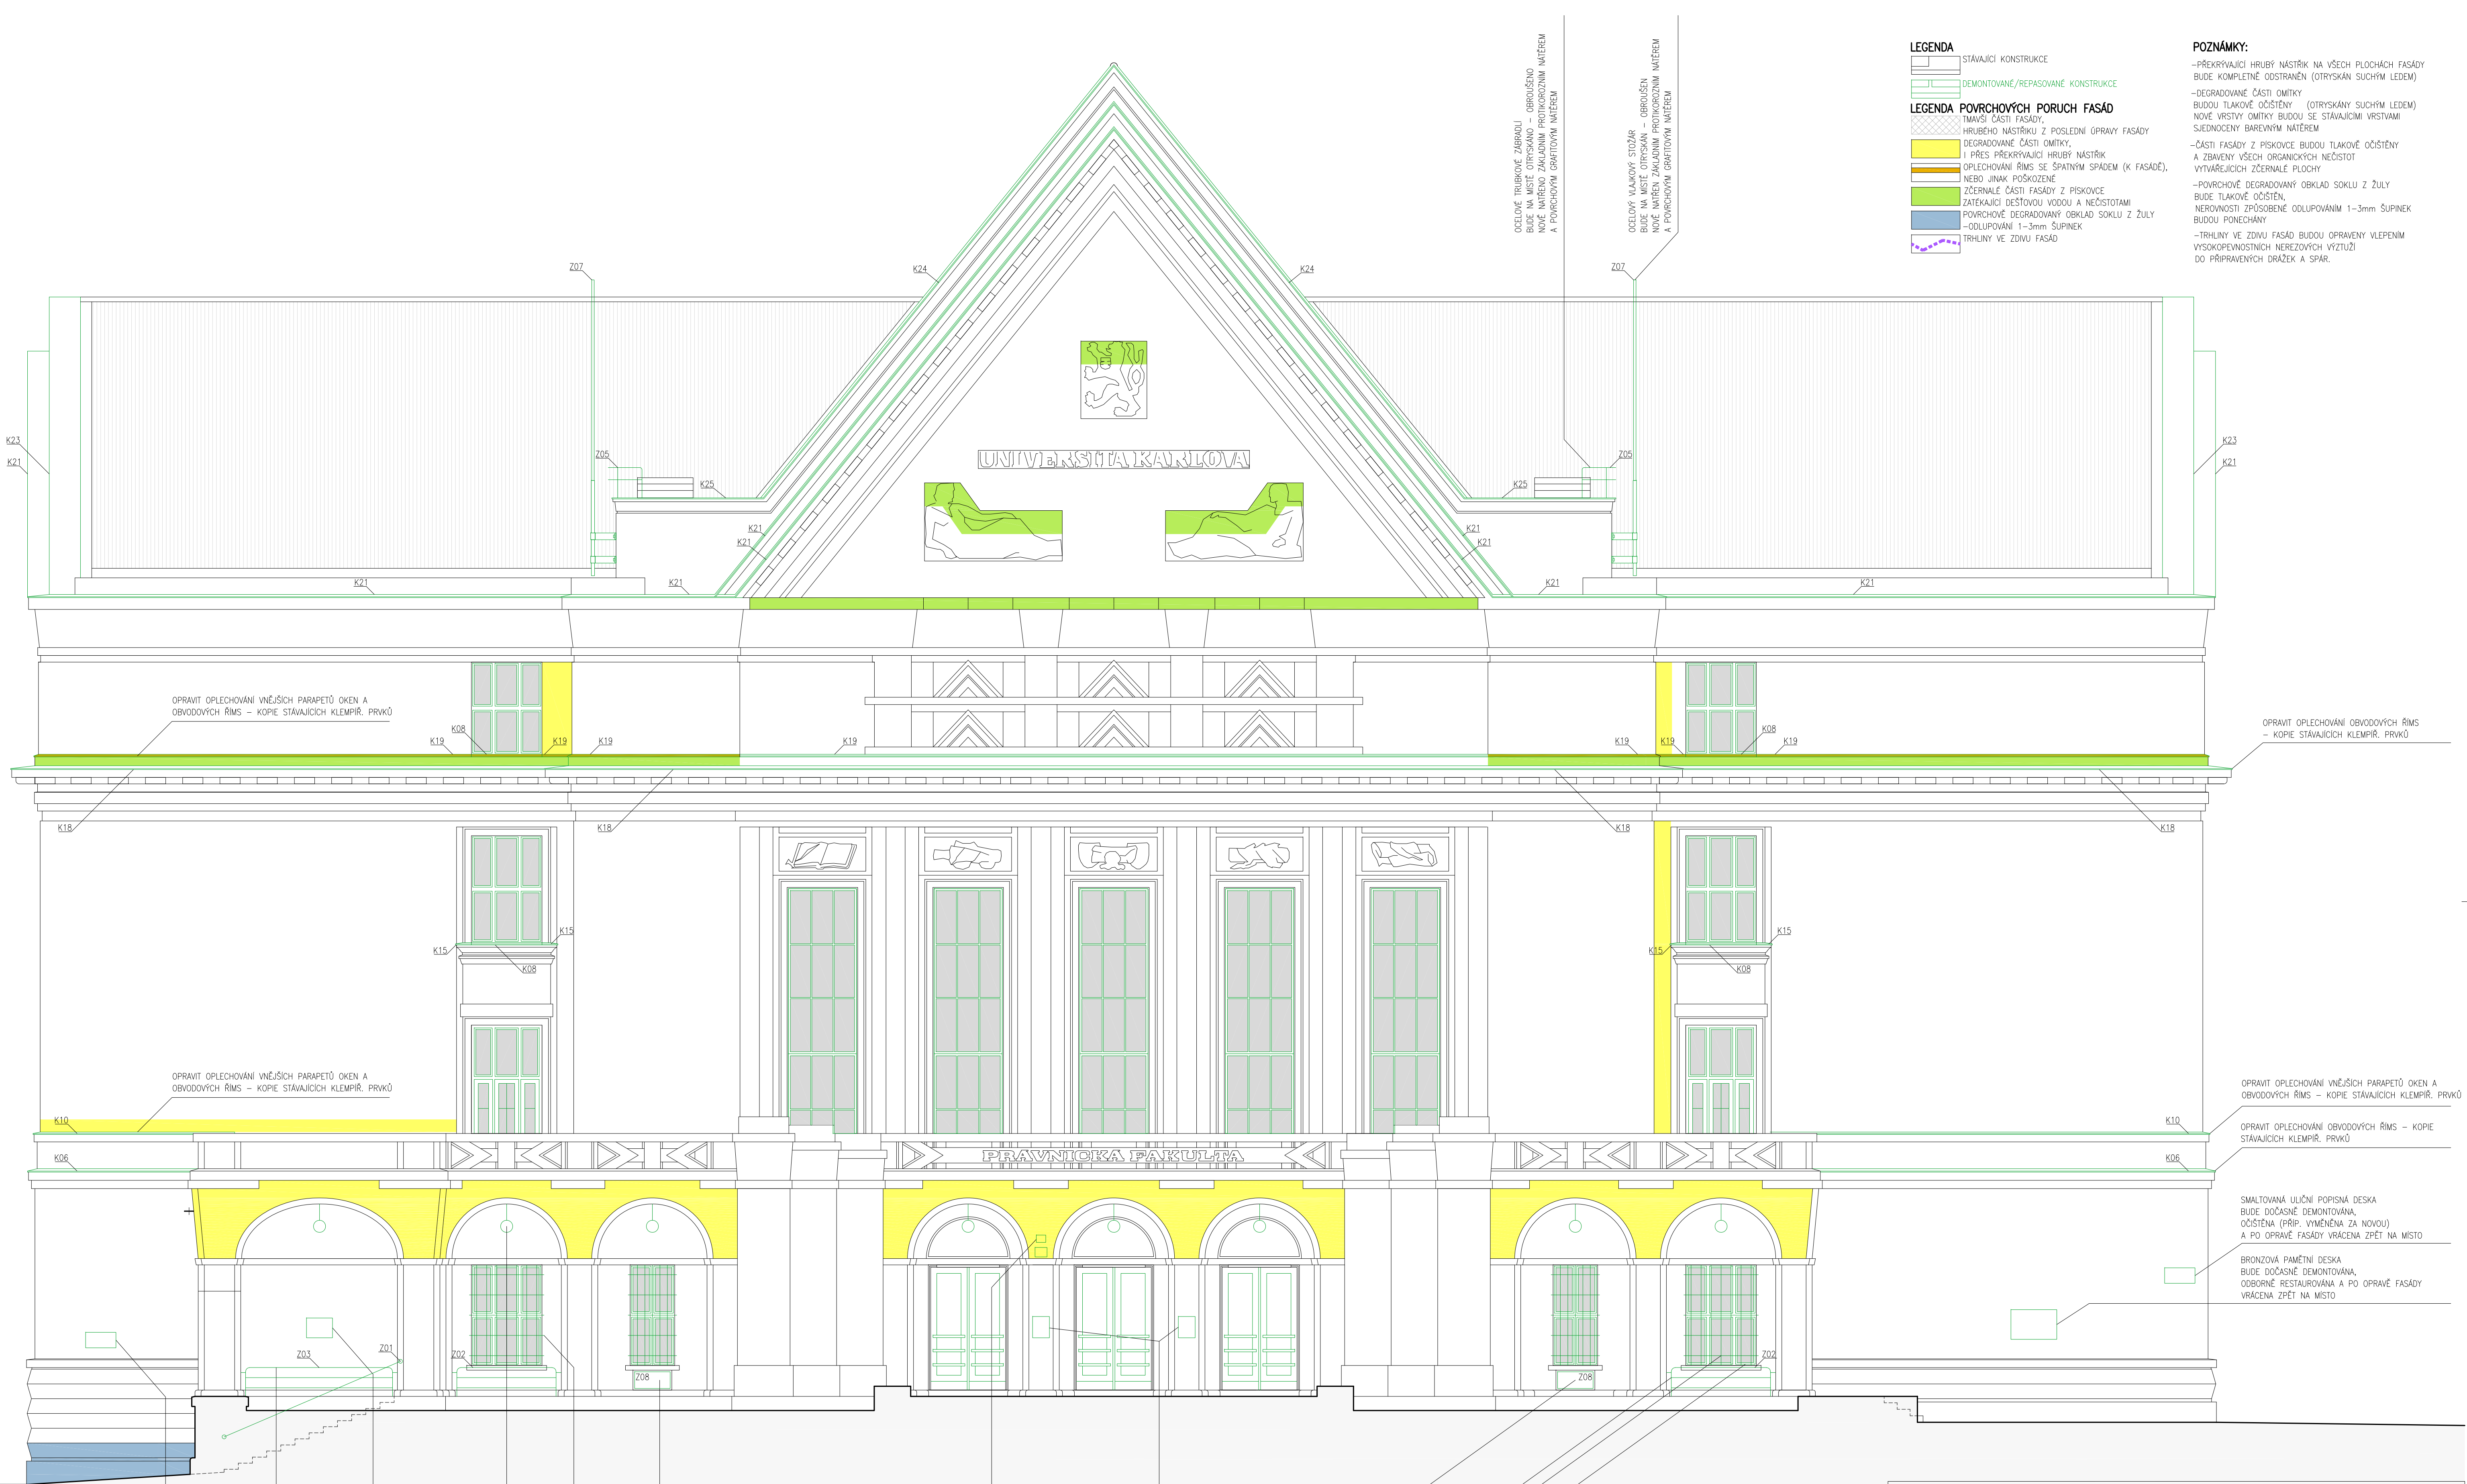 OCELOVÉ TRUBKOVÉ ZÁBRADLÍ
BUDE NA MÍSTĚ OTRYSKÁNO – OBROUŠENO
NOVĚ NATŘENO ZÁKLADNIM PROTIKOROZNIM NÁTĚREM
A POVRCHOVÝM GRAFITOVÝM NÁTĚREM
OCELOVÝ VLAJKOVÝ STOŽÁR
BUDE NA MÍSTĚ OTRYSKÁN – OBROUŠEN
NOVĚ NATŘEN ZÁKLADNIM PROTIKOROZNIM NÁTĚREM
A POVRCHOVÝM GRAFITOVÝM NÁTĚREM
LEGENDA
STÁVAJÍCÍ KONSTRUKCE
DEMONTOVANÉ/REPASOVANÉ KONSTRUKCE
LEGENDA POVRCHOVÝCH PORUCH FASÁD
TMAVŠÍ ČÁSTI FASÁDY,
HRUBÉHO NÁSTŘIKU Z POSLEDNÍ ÚPRAVY FASÁDY
DEGRADOVANÉ ČÁSTI OMÍTKY,
I PŘES PŘEKRÝVAJÍCÍ HRUBÝ NÁSTŘIK
OPLECHOVÁNÍ ŘÍMS SE ŠPATNÝM SPÁDEM (K FASÁDĚ),
NEBO JINAK POŠKOZENÉ
ZČERNALÉ ČÁSTI FASÁDY Z PÍSKOVCE
ZATÉKAJÍCÍ DEŠŤOVOU VODOU A NEČISTOTAMI
POVRCHOVĚ DEGRADOVANÝ OBKLAD SOKLU Z ŽULY
-ODLUPOVÁNÍ 1-3mm ŠUPINEK
TRHLINY VE ZDIVU FASÁD
POZNÁMKY:
-PŘEKRÝVAJÍCÍ HRUBÝ NÁSTŘIK NA VŠECH PLOCHÁCH FASÁDY
BUDE KOMPLETNĚ ODSTRANĚN (OTRYSKÁN SUCHÝM LEDEM)
-DEGRADOVANÉ ČÁSTI OMÍTKY
BUDOU TLAKOVĚ OČIŠTĚNY (OTRYSKÁNY SUCHÝM LEDEM)
NOVÉ VRSTVY OMÍTKY BUDOU SE STÁVAJÍCÍMI VRSTVAMI
SJEDNOCENY BAREVNÝM NÁTĚREM
-ČÁSTI FASÁDY Z PÍSKOVCE BUDOU TLAKOVĚ OČIŠTĚNY
A ZBAVENY VŠECH ORGANICKÝCH NEČISTOT
VYTVÁŘEJÍCÍCH ZČERNALÉ PLOCHY
-POVRCHOVĚ DEGRADOVANÝ OBKLAD SOKLU Z ŽULY
BUDE TLAKOVĚ OČIŠTĚN,
NEROVNOSTI ZPŮSOBENÉ ODLUPOVÁNÍM 1-3mm ŠUPINEK
BUDOU PONECHÁNY
-TRHLINY VE ZDIVU FASÁD BUDOU OPRAVENY VLEPENÍM
VYSOKOPEVNOSTNÍCH NEREZOVÝCH VÝZTUŽÍ
DO PŘIPRAVENÝCH DRÁŽEK A SPÁR.
Z07
K24
K24
Z07
K23
K21
Z05
K25
UNIVERSITA KARLOVA
K25
Z05
K23
K21
K21
K21
K21
K21
K21
K21
K21
K21
OPRAVIT OPLECHOVÁNÍ VNĚJŠÍCH PARAPETŮ OKEN A
OBVODOVÝCH ŘÍMS – KOPIE STÁVAJÍCÍCH KLEMPÍŘ. PRVKŮ
K19
K08
K19
K19
K19
K19
K19
K08
K19
OPRAVIT OPLECHOVÁNÍ OBVODOVÝCH ŘÍMS
– KOPIE STÁVAJÍCÍCH KLEMPÍŘ. PRVKŮ
K18
K18
K18
K18
K15
K15
K08
K15
K15
K08
OPRAVIT OPLECHOVÁNÍ VNĚJŠÍCH PARAPETŮ OKEN A
OBVODOVÝCH ŘÍMS – KOPIE STÁVAJÍCÍCH KLEMPÍŘ. PRVKŮ
OPRAVIT OPLECHOVÁNÍ VNĚJŠÍCH PARAPETŮ OKEN A
OBVODOVÝCH ŘÍMS – KOPIE STÁVAJÍCÍCH KLEMPÍŘ. PRVKŮ
K10
K10
OPRAVIT OPLECHOVÁNÍ OBVODOVÝCH ŘÍMS – KOPIE
STÁVAJÍCÍCH KLEMPÍŘ. PRVKŮ
K06
PRAVNICKÁ FAKULTA
K06
SMALTOVANÁ ULIČNÍ POPISNÁ DESKA
BUDE DOČASNĚ DEMONTOVÁNA,
OČIŠTĚNA (PŘÍP. VYMĚNĚNA ZA NOVOU)
A PO OPRAVĚ FASÁDY VRÁCENA ZPĚT NA MÍSTO
BRONZOVÁ PAMĚTNÍ DESKA
BUDE DOČASNĚ DEMONTOVÁNA,
ODBORNĚ RESTAUROVÁNA A PO OPRAVĚ FASÁDY
VRÁCENA ZPĚT NA MÍSTO
Z03
Z01
Z02
Z08
Z08
Z02